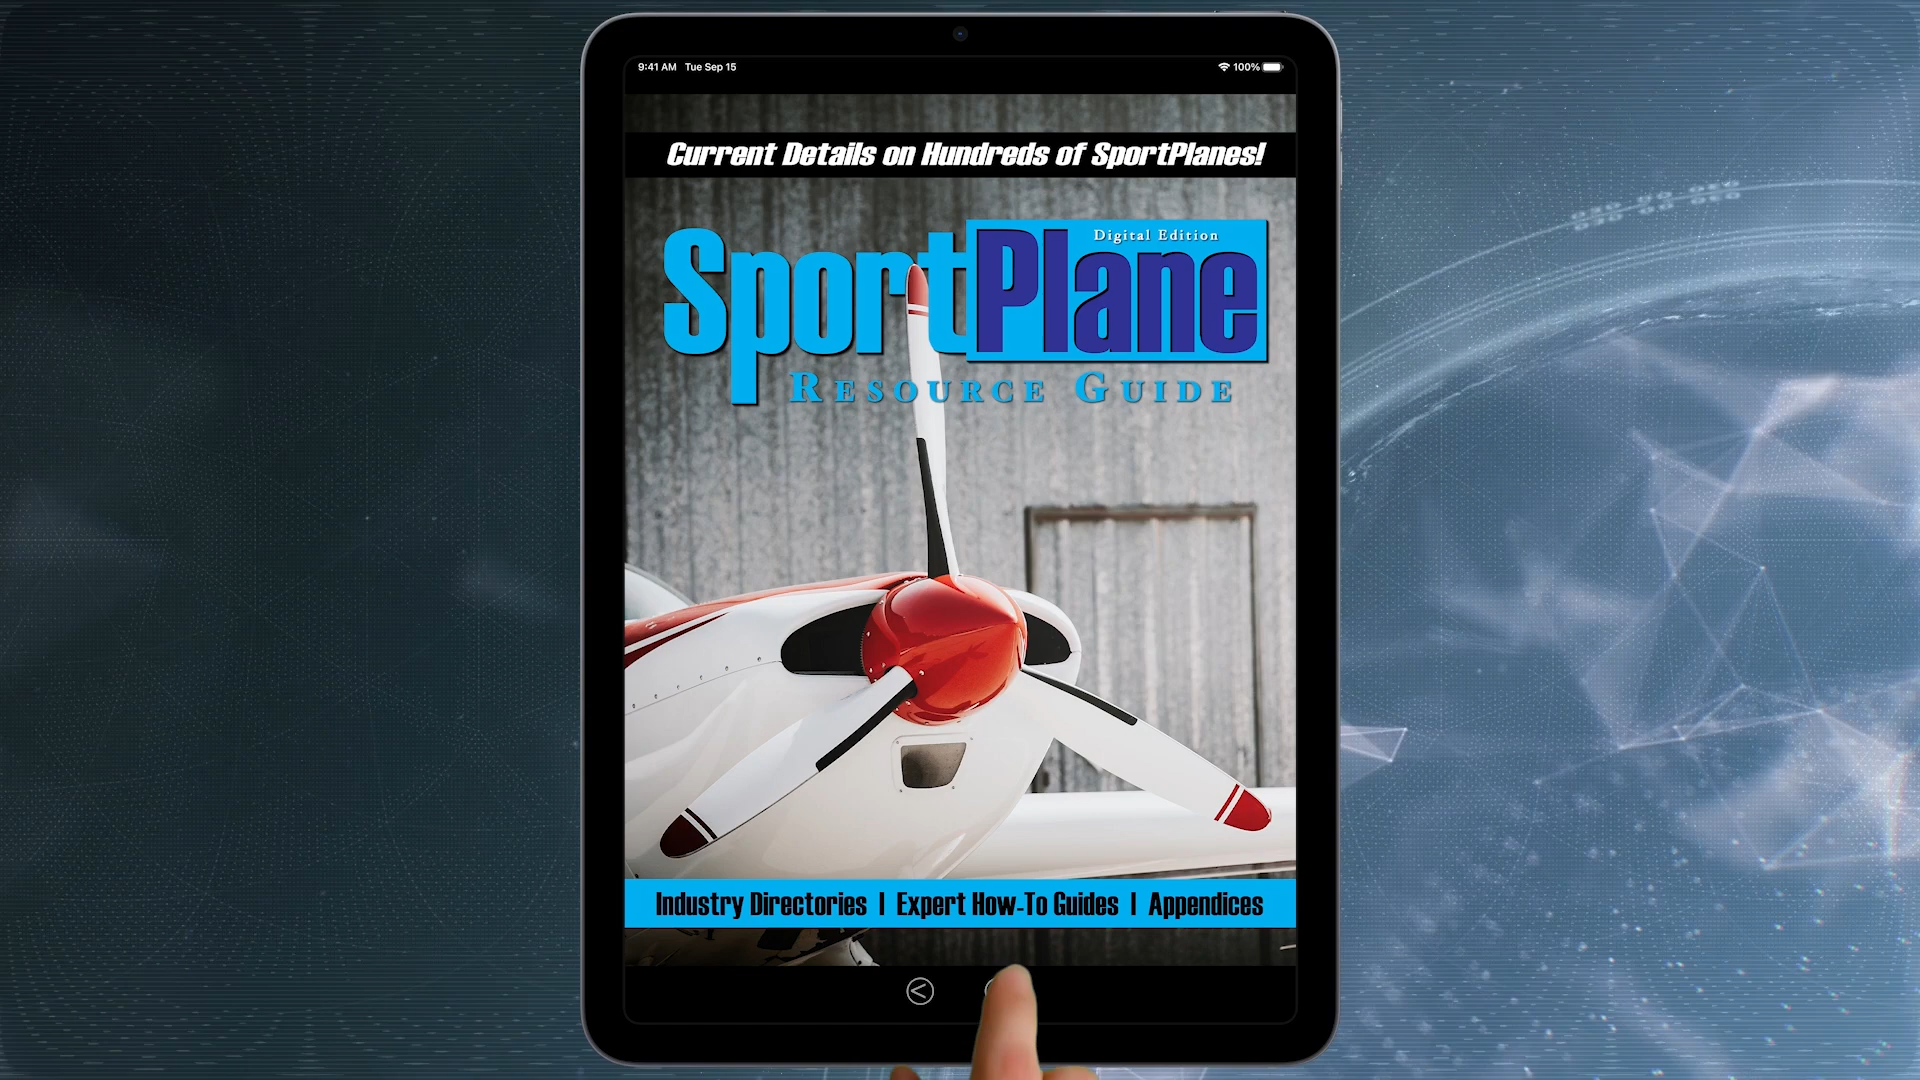 9:41 AM Tue Sep 15
100%
Current Details on Hundreds of SportPlanes!
Digital Edition
SportPlane
Resource Guide
Industry Directories | Expert How-To Guides | Appendices